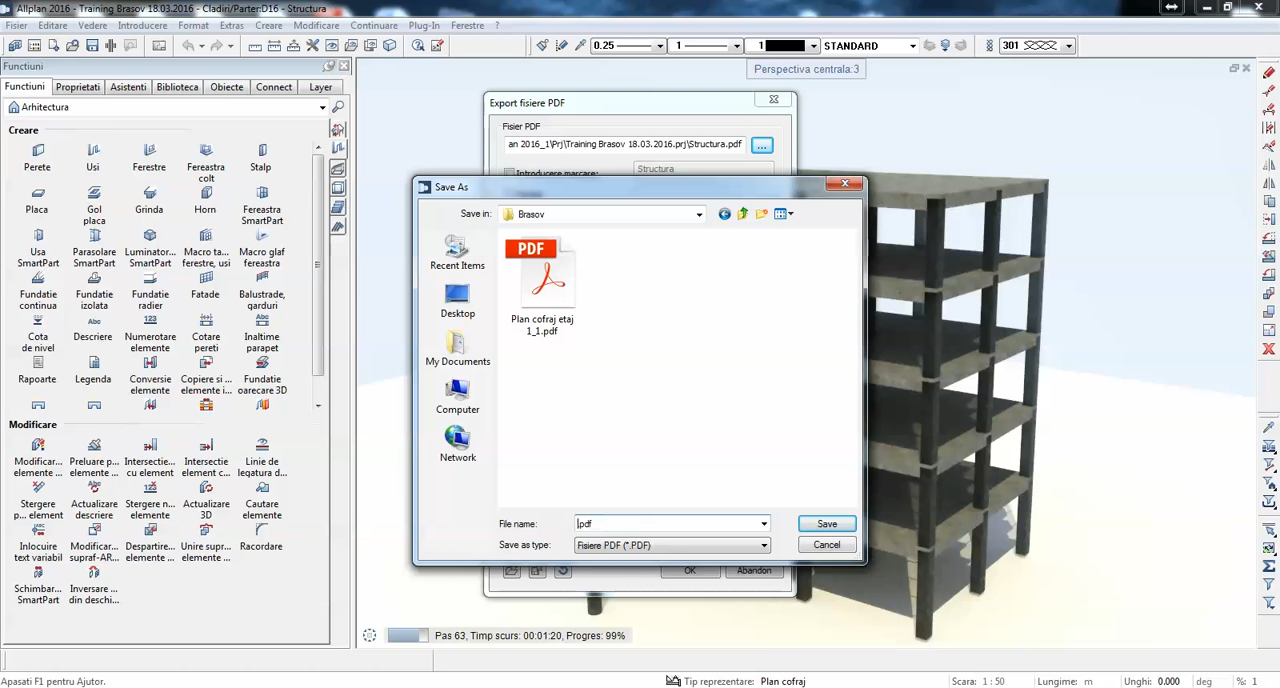 Allplan 2016 - Training Brasov 18.03.2016 - Cladiri/Parter:D16 - Structura
Fisier Editare Vedere Introducere Format Extras Creare Modificare Continuare Plug-In Ferestre ?
0.25 1 1 STANDARD 301
Functiuni
Perspectiva centrala:3
Functiuni Proprietati Asistenti Biblioteca Obiecte Connect Layer
Arhitectura
Creare
Perete Usi Ferestre Fereastra colt Stalp
Placa Gol placa Grinda Horn Fereastra SmartPart
Usa SmartPart Parasolare SmartPart Luminator... SmartPart Macro ta... ferestre, usi Macro glaf fereastra
Fundatie continua Fundatie izolata Fundatie radier Fatade Balustrade, garduri
Cota de nivel Descriere Numerotare elemente Cotare pereti Inaltime parapet
Rapoarte Legenda Conversie elemente Copiere si ... elemente i... Fundatie oarecare 3D
Modificare
Modificar... elemente ... Preluare p... elemente ... Intersectie... cu element Intersectie element c... Linie de legatura d...
Stergere p... element Actualizare descriere Stergere n... elemente Actualizare 3D Cautare elemente
Inlocuire text variabil Modificar... supraf-AR... Despartire... elemente Unire supr... elemente Racordare
Schimbar... SmartPart Inversare ... din deschi...
Export fisiere PDF
Fisier PDF
an 2016_1\Prj\Training Brasov 18.03.2016.prj\Structura.pdf ...
Introducere marcare: Structura
Save As
Save in: Brasov
Recent Items
Desktop
My Documents
Computer
Network
PDF
Plan cofraj etaj
1_1.pdf
File name: .pdf Save
Save as type: Fisiere PDF (*.PDF) Cancel
OK Abandon
Pas 63, Timp scurs: 00:01:20, Progres: 99%
Apasati F1 pentru Ajutor. Tip reprezentare: Plan cofraj Scara: 1 : 50 Lungime: m Unghi: 0.000 deg %: 1